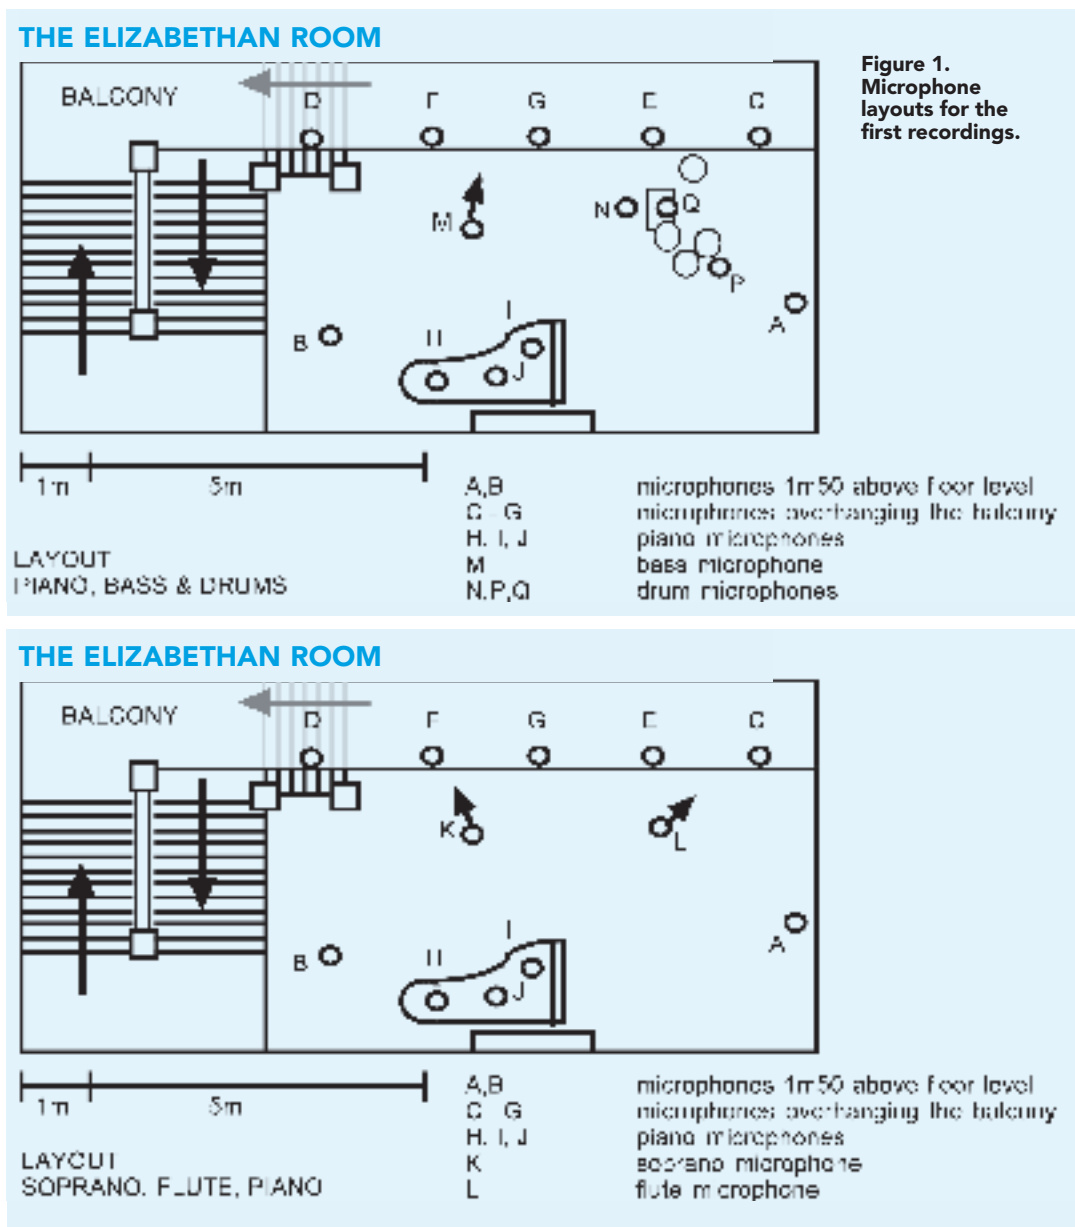 THE ELIZABETHAN ROOM
Figure 1.
Microphone
layouts for the
first recordings.
BALCONY
D F G E C
M
N
Q
P
A
B
H
I
J
1m 5m
A,B microphones 1m50 above floor level
C - G microphones overhanging the balcony
H, I, J piano microphones
M bass microphone
N,P,Q drum microphones
LAYOUT
PIANO, BASS & DRUMS
THE ELIZABETHAN ROOM
BALCONY
D F G E C
K
L
A
B
H
I
J
1m 5m
A,B microphones 1m50 above floor level
C - G microphones overhanging the balcony
H, I, J piano microphones
K soprano microphone
L flute microphone
LAYOUT
SOPRANO, FLUTE, PIANO